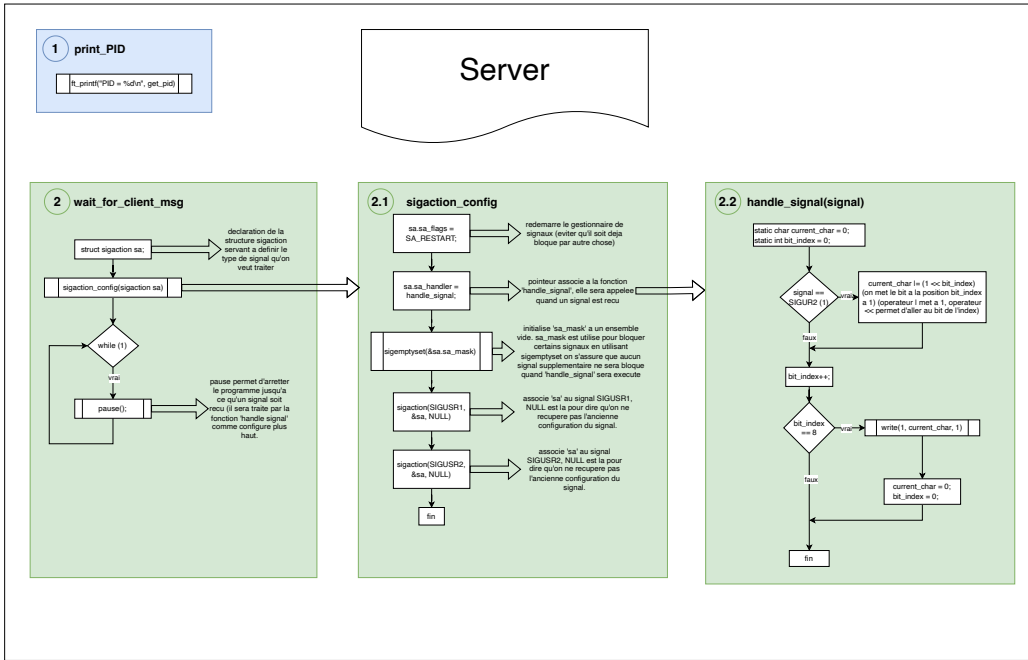 1 print_PID
ft_printf("PID = %d\n", get_pid)
Server
2 wait_for_client_msg
struct sigaction sa;
declaration de la
structure sigaction
servant a definir le
type de signal qu'on
veut traiter
sigaction_config(sigaction sa)
while (1)
vrai
pause();
pause permet d'arretter
le programme jusqu'a
ce qu'un signal soit
recu (il sera traite par la
fonction 'handle signal'
comme configure plus
haut.
2.1 sigaction_config
sa.sa_flags =
SA_RESTART;
redemarre le gestionnaire de
signaux (eviter qu'il soit deja
bloque par autre chose)
sa.sa_handler =
handle_signal;
pointeur associe a la fonction
'handle_signal', elle sera appelee
quand un signal est recu
sigemptyset(&sa.sa_mask)
initialise 'sa_mask' a un ensemble
vide. sa_mask est utilise pour bloquer
certains signaux en utilisant
sigemptyset on s'assure que aucun
signal supplementaire ne sera bloque
quand 'handle_signal' sera execute
sigaction(SIGUSR1,
&sa, NULL)
associe 'sa' au signal SIGUSR1,
NULL est la pour dire qu'on ne
recupere pas l'ancienne
configuration du signal.
sigaction(SIGUSR2,
&sa, NULL)
associe 'sa' au signal
SIGUSR2, NULL est la pour
dire qu'on ne recupere pas
l'ancienne configuration du
signal.
fin
2.2 handle_signal(signal)
static char current_char = 0;
static int bit_index = 0;
signal ==
SIGUR2 (1)
vrai
current_char |= (1 << bit_index)
(on met le bit a la position bit_index
a 1) (operateur | met a 1, operateur
<< permet d'aller au bit de l'index)
faux
bit_index++;
bit_index
== 8
vrai
write(1, current_char, 1)
faux
current_char = 0;
bit_index = 0;
fin